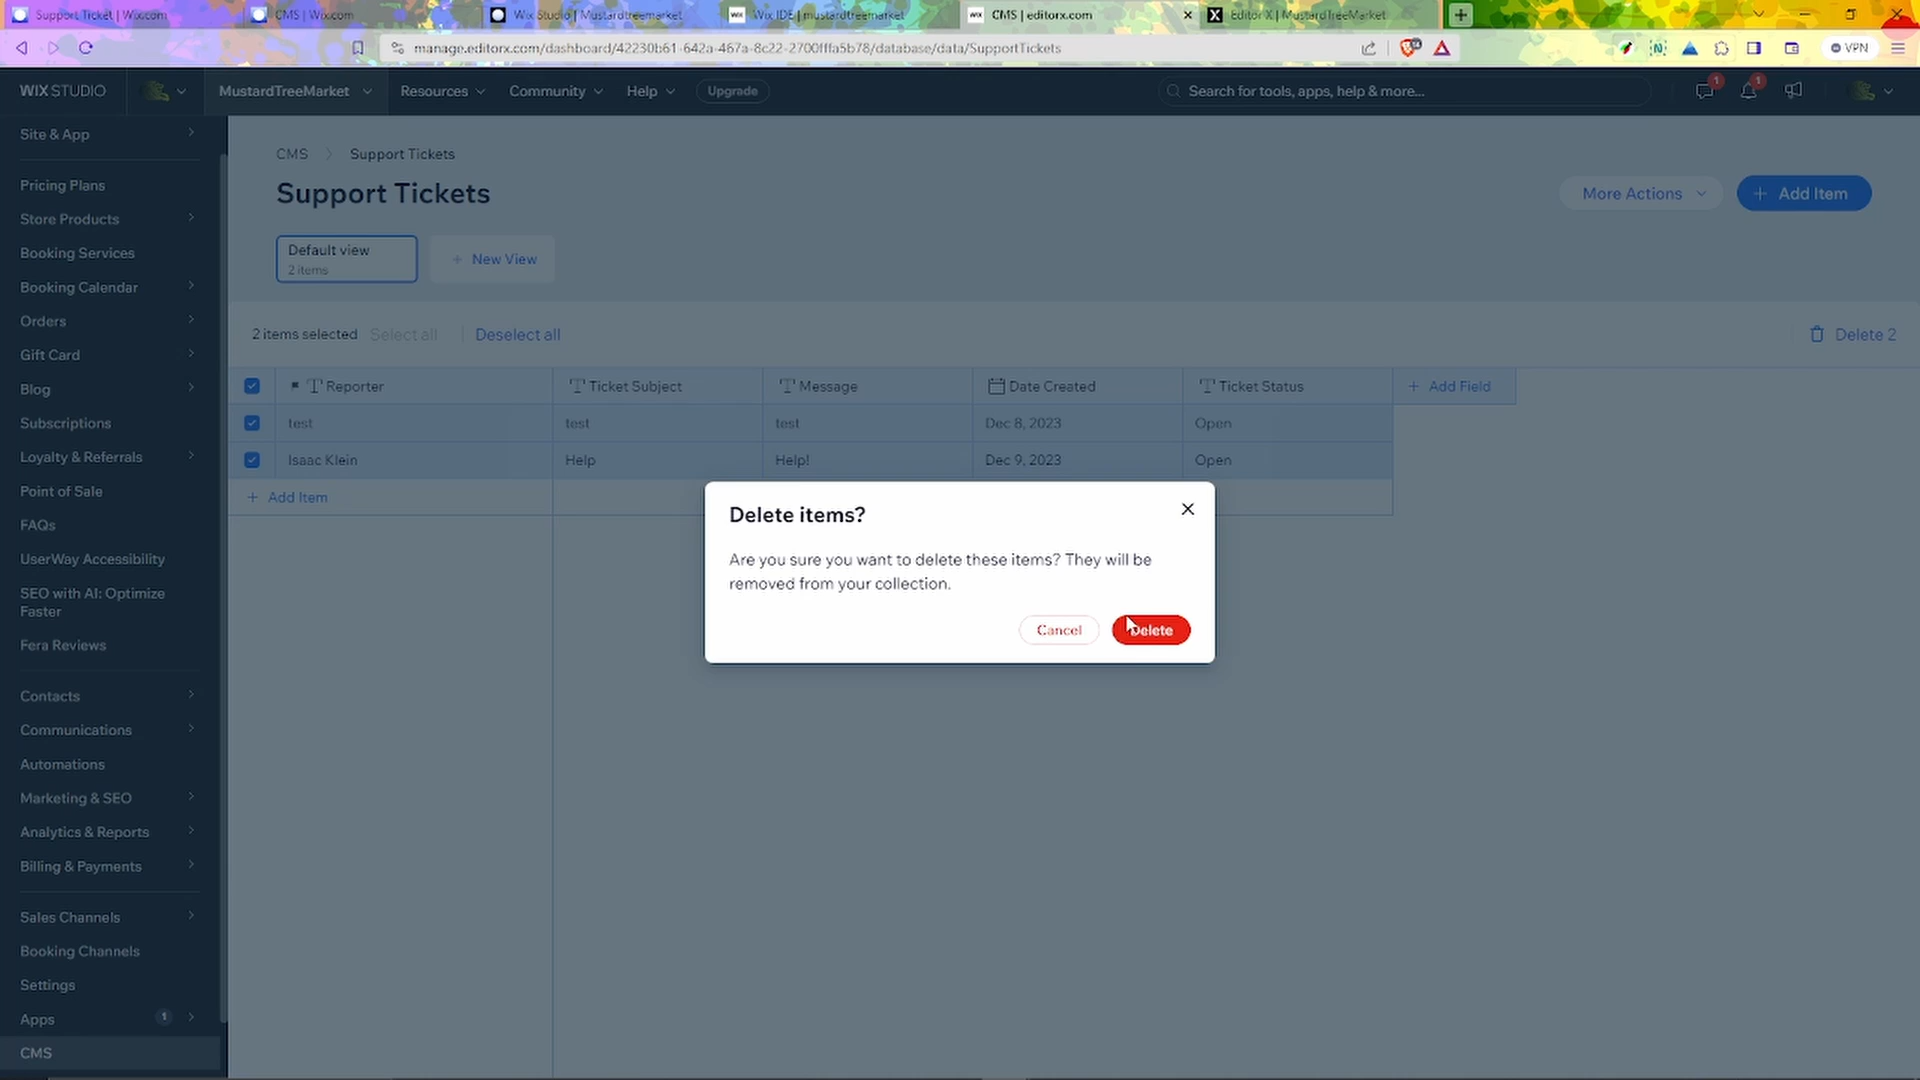 Support Ticket | Wix.com
CMS | Wix.com
Wix Studio | Mustardtreemarket
Wix IDE | mustardtreemarket
CMS | editorx.com
Editor X | MustardTreeMarket
manage.editorx.com/dashboard/42230b61-642a-467a-8c22-2700fffa5b78/database/data/SupportTickets
VPN
WIX STUDIO
MustardTreeMarket
Resources
Community
Help
Upgrade
Search for tools, apps, help & more...
1
1
Site & App
Pricing Plans
Store Products
Booking Services
Booking Calendar
Orders
Gift Card
Blog
Subscriptions
Loyalty & Referrals
Point of Sale
FAQs
UserWay Accessibility
SEO with AI: Optimize
Faster
Fera Reviews
Contacts
Communications
Automations
Marketing & SEO
Analytics & Reports
Billing & Payments
Sales Channels
Booking Channels
Settings
Apps 1
CMS
CMS > Support Tickets
Support Tickets
More Actions
+ Add Item
Default view
2 items
+ New View
2 items selected
Select all
Deselect all
Delete 2
Reporter
Ticket Subject
Message
Date Created
Ticket Status
+ Add Field
test
test
test
Dec 8, 2023
Open
Isaac Klein
Help
Help!
Dec 9, 2023
Open
+ Add Item
Delete items?
Are you sure you want to delete these items? They will be
removed from your collection.
Cancel
Delete